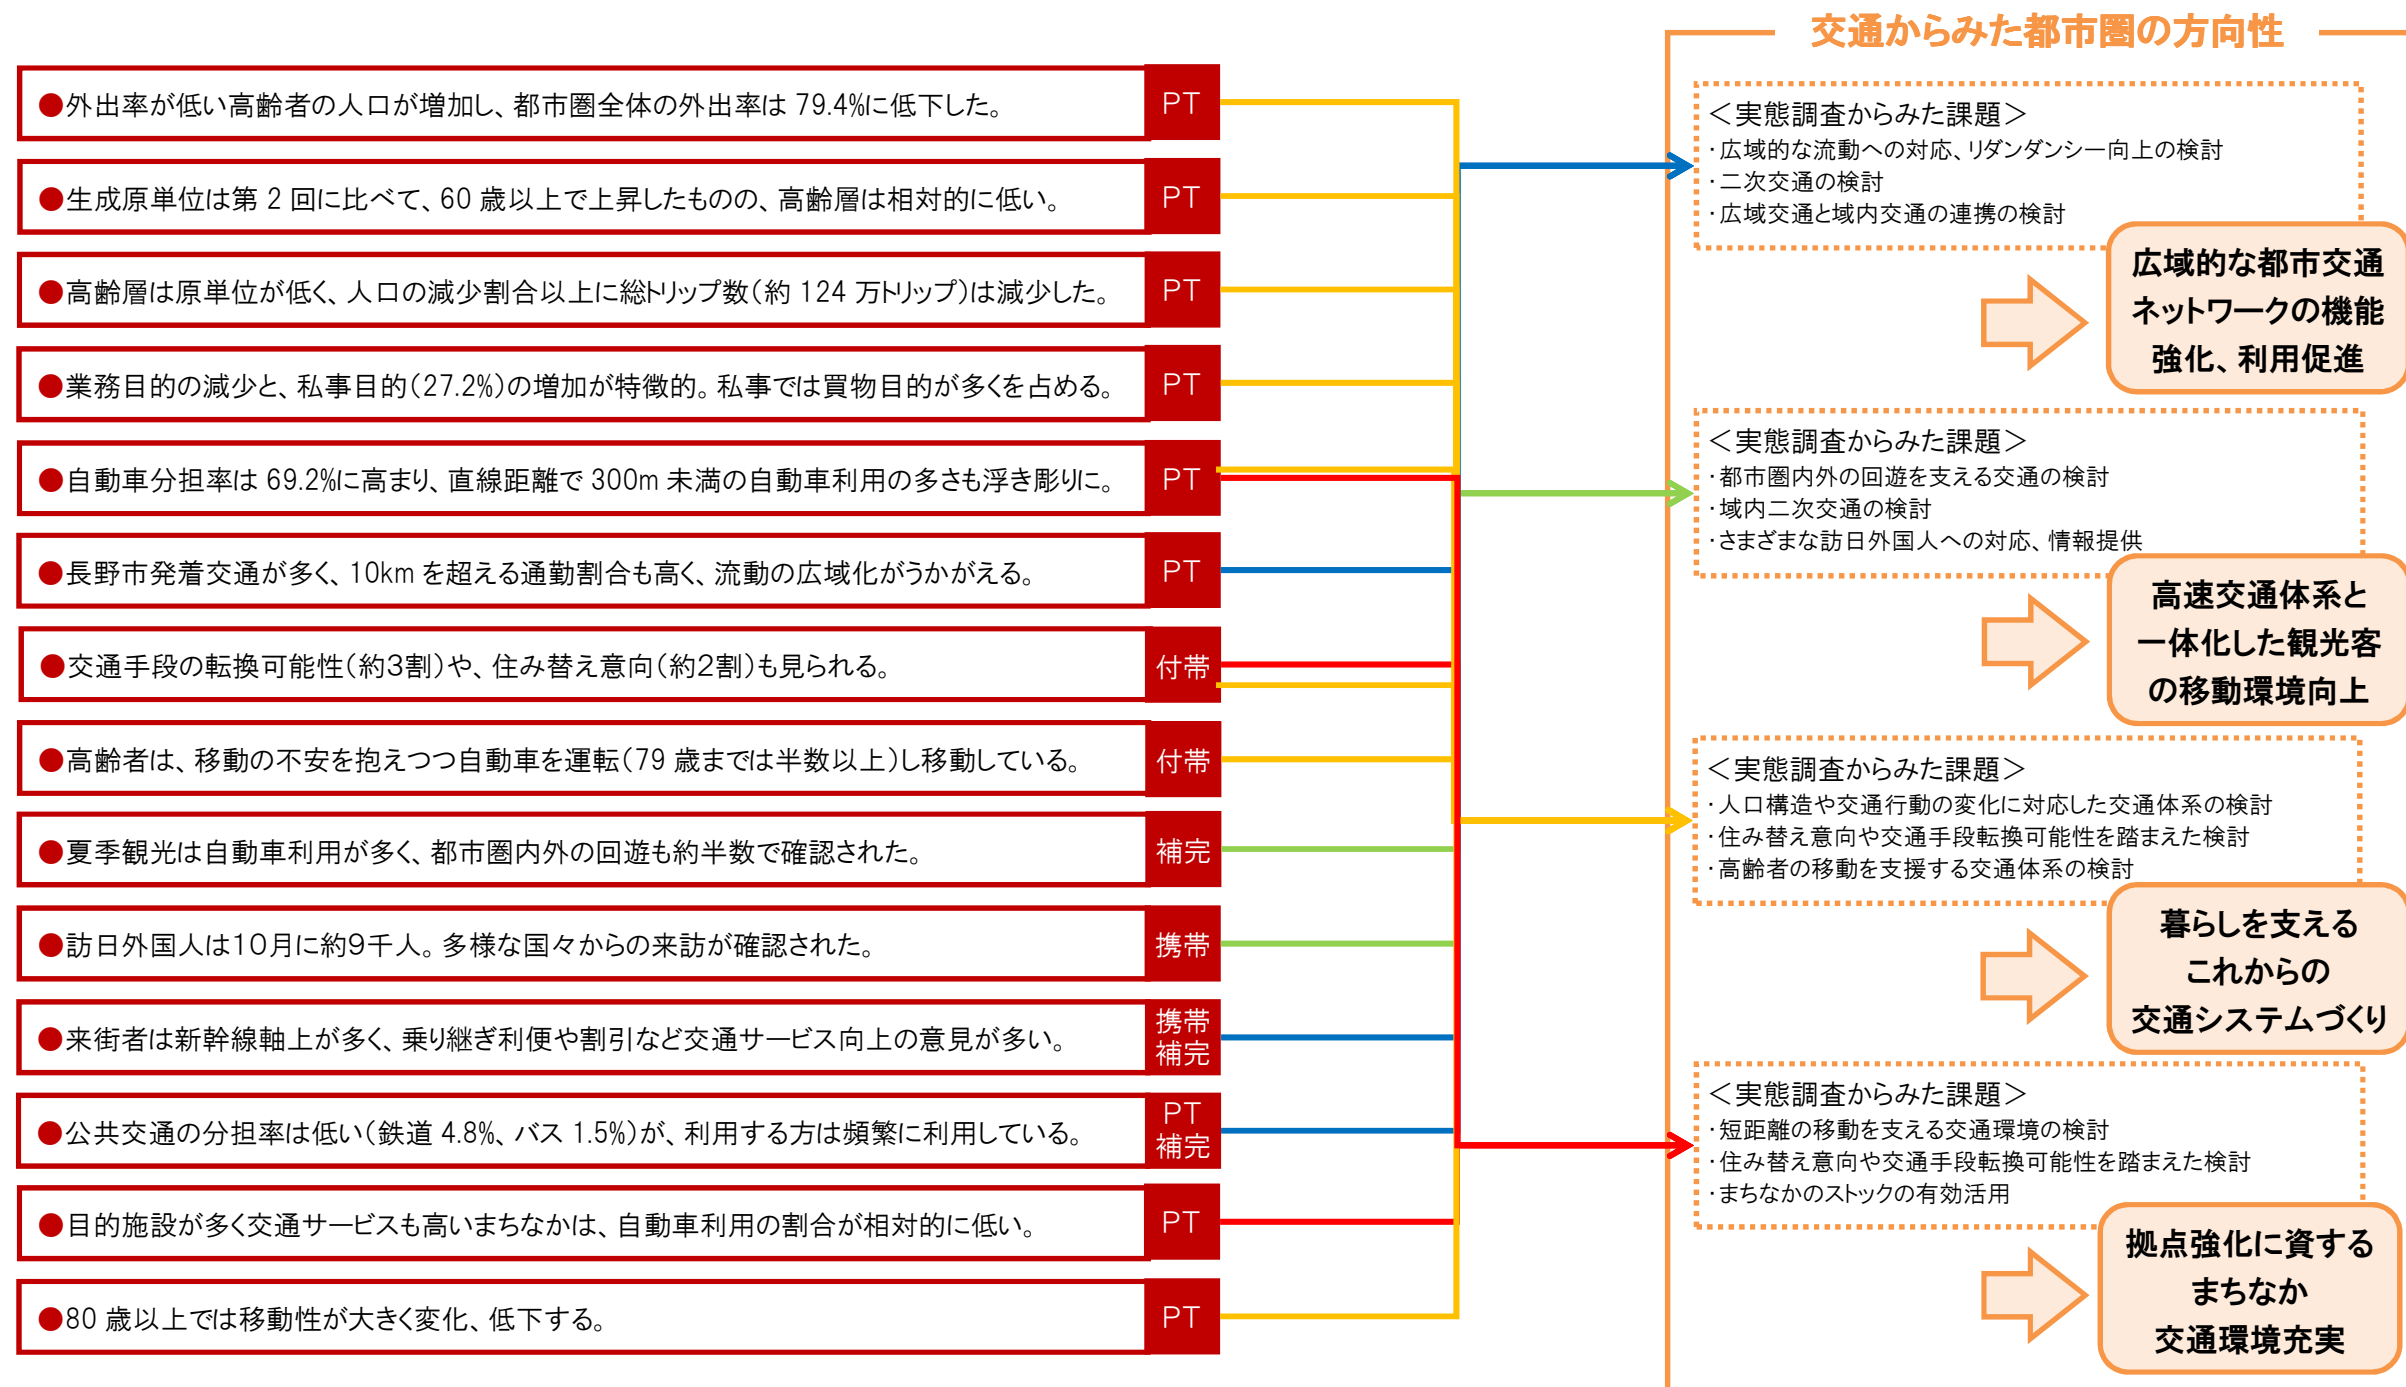 交通からみた都市圏の方向性
●外出率が低い高齢者の人口が増加し、都市圏全体の外出率は 79.4%に低下した。
PT
●生成原単位は第 2 回に比べて、60 歳以上で上昇したものの、高齢層は相対的に低い。
PT
●高齢層は原単位が低く、人口の減少割合以上に総トリップ数（約 124 万トリップ）は減少した。
PT
●業務目的の減少と、私事目的（27.2%）の増加が特徴的。私事では買物目的が多くを占める。
PT
●自動車分担率は 69.2%に高まり、直線距離で 300m 未満の自動車利用の多さも浮き彫りに。
PT
●長野市発着交通が多く、10km を超える通勤割合も高く、流動の広域化がうかがえる。
PT
●交通手段の転換可能性（約３割）や、住み替え意向（約２割）も見られる。
付帯
●高齢者は、移動の不安を抱えつつ自動車を運転（79 歳までは半数以上）し移動している。
付帯
●夏季観光は自動車利用が多く、都市圏内外の回遊も約半数で確認された。
補完
●訪日外国人は１０月に約９千人。多様な国々からの来訪が確認された。
携帯
●来街者は新幹線軸上が多く、乗り継ぎ利便や割引など交通サービス向上の意見が多い。
携帯
補完
●公共交通の分担率は低い（鉄道 4.8%、バス 1.5%）が、利用する方は頻繁に利用している。
PT
補完
●目的施設が多く交通サービスも高いまちなかは、自動車利用の割合が相対的に低い。
PT
●80 歳以上では移動性が大きく変化、低下する。
PT
＜実態調査からみた課題＞
・広域的な流動への対応、リダンダンシー向上の検討
・二次交通の検討
・広域交通と域内交通の連携の検討
広域的な都市交通
ネットワークの機能
強化、利用促進
＜実態調査からみた課題＞
・都市圏内外の回遊を支える交通の検討
・域内二次交通の検討
・さまざまな訪日外国人への対応、情報提供
高速交通体系と
一体化した観光客
の移動環境向上
＜実態調査からみた課題＞
・人口構造や交通行動の変化に対応した交通体系の検討
・住み替え意向や交通手段転換可能性を踏まえた検討
・高齢者の移動を支援する交通体系の検討
暮らしを支える
これからの
交通システムづくり
＜実態調査からみた課題＞
・短距離の移動を支える交通環境の検討
・住み替え意向や交通手段転換可能性を踏まえた検討
・まちなかのストックの有効活用
拠点強化に資する
まちなか
交通環境充実